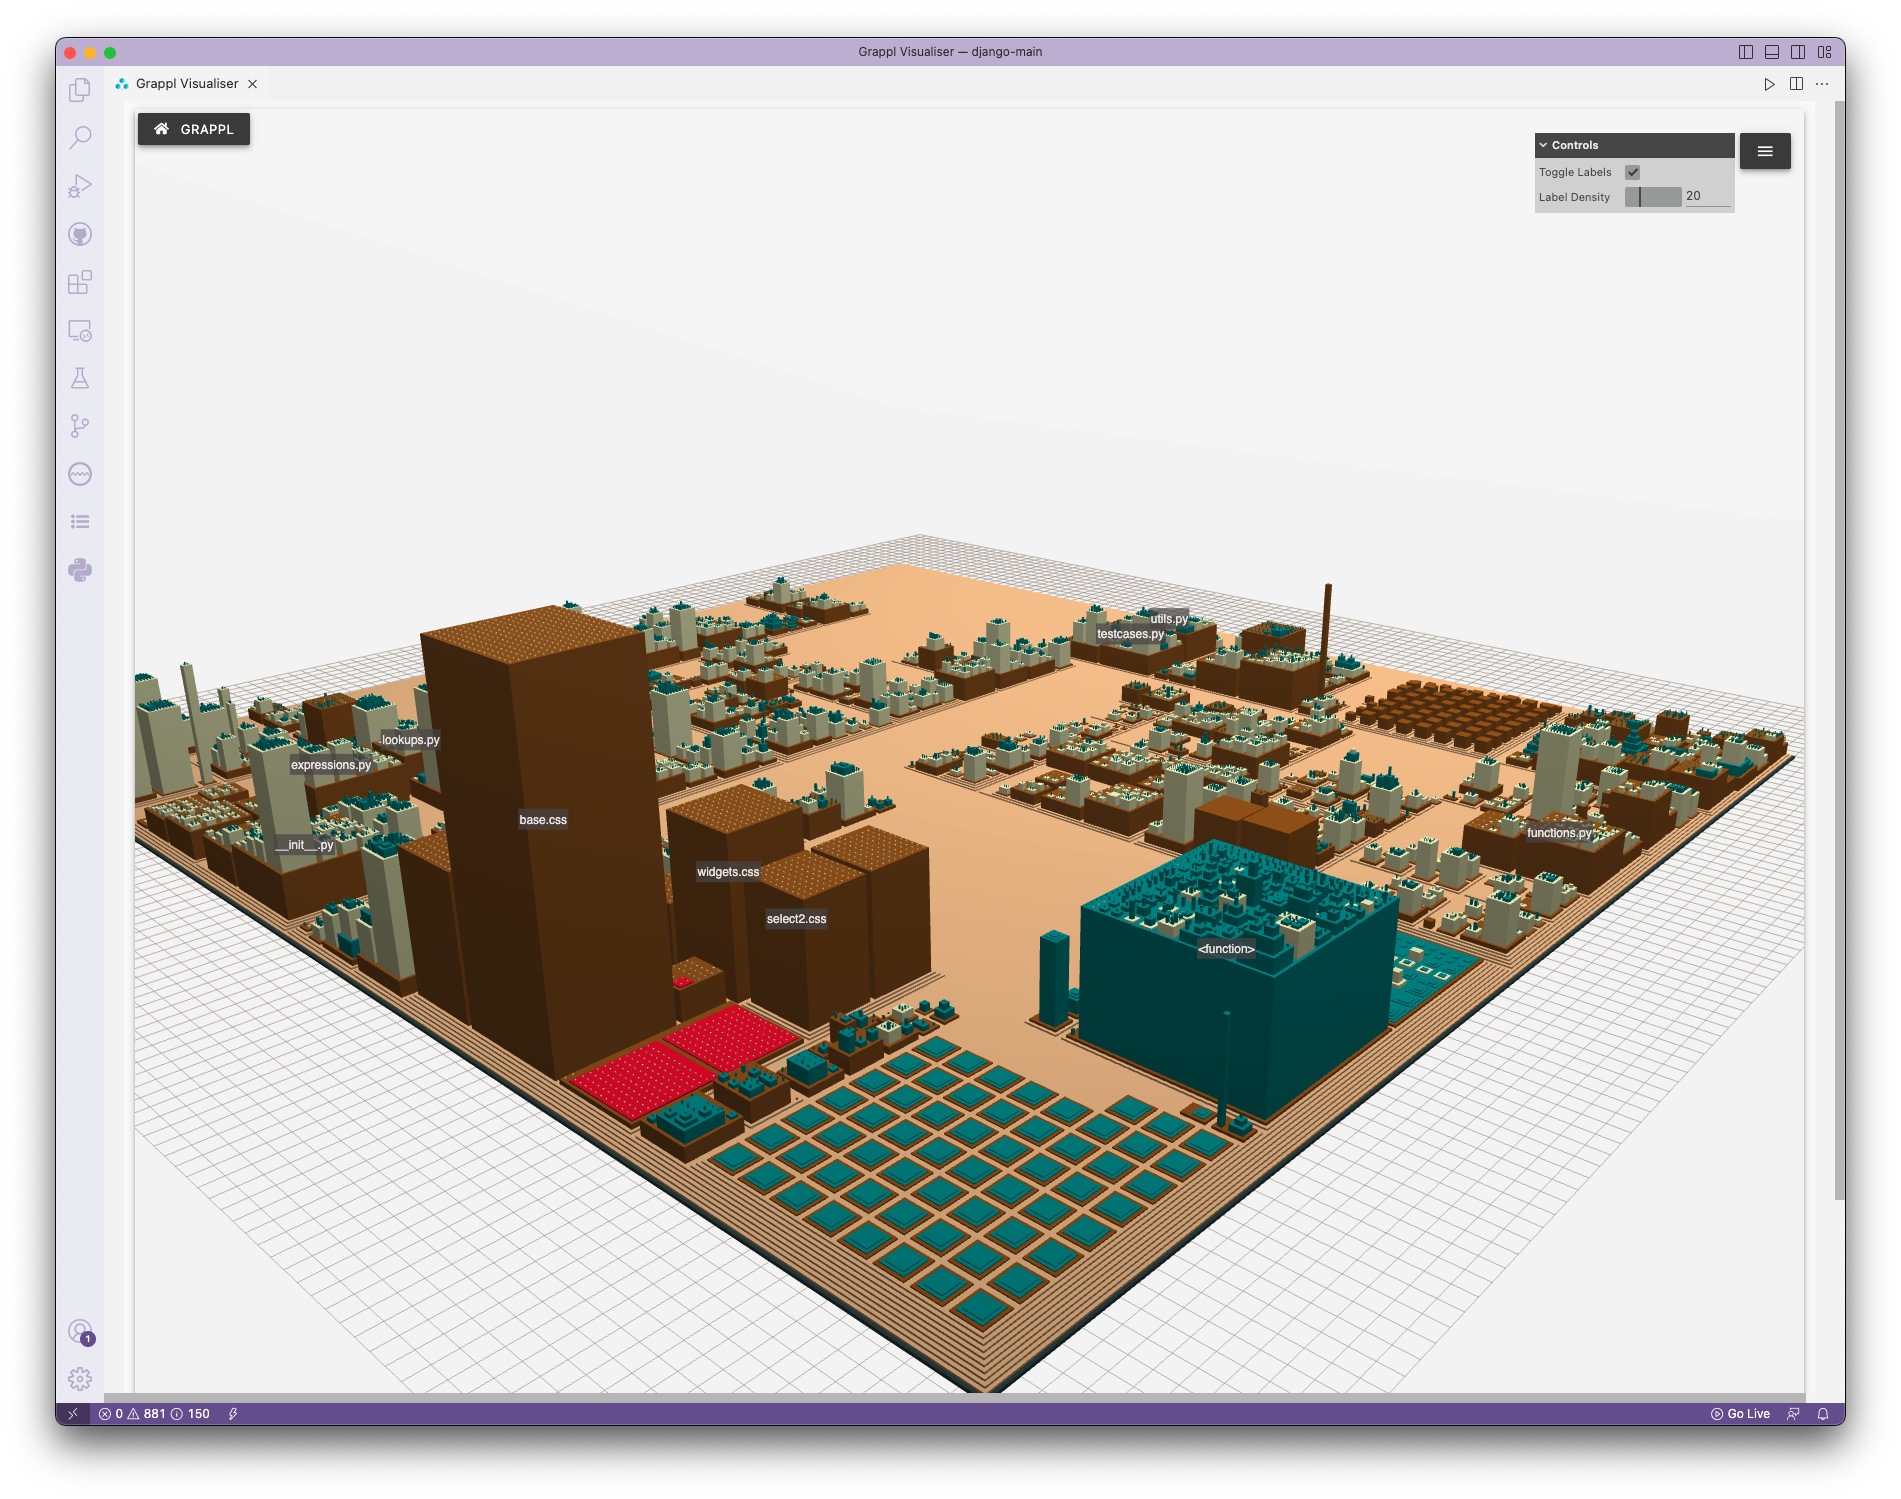 Grappl Visualiser — django-main
Grappl Visualiser
GRAPPL
Controls
Toggle Labels
Label Density 20
utils.py
testcases.py
lookups.py
expressions.py
base.css
__init__.py
functions.py
widgets.css
select2.css
<function>
1
0 881 150
Go Live